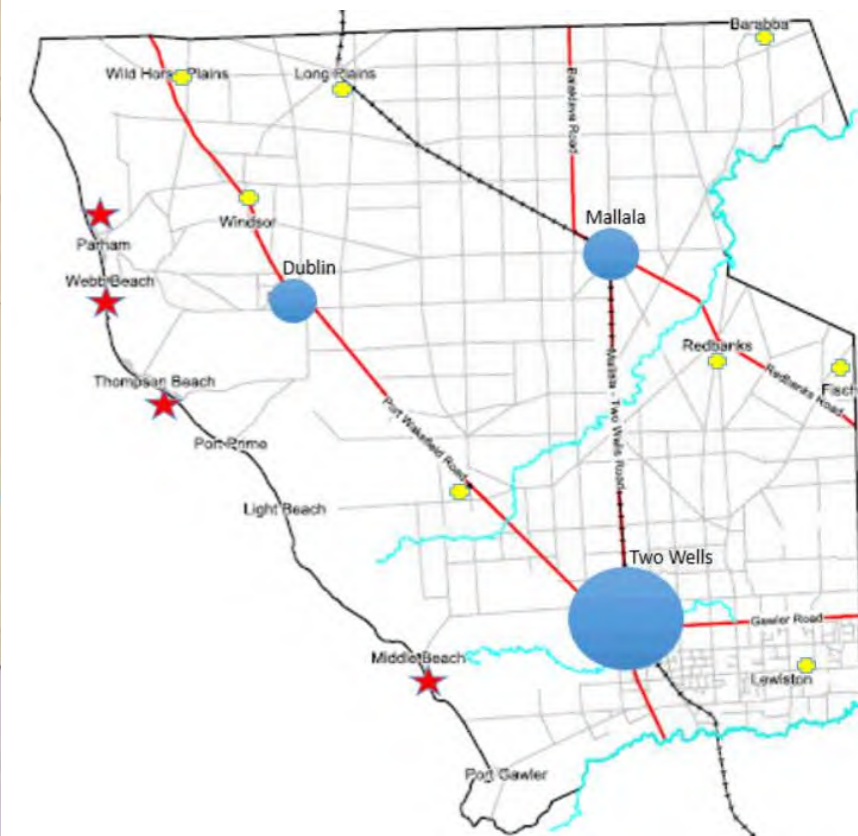 Barabba
Wild Horse Plains
Long Plains
Balaklava Road
Mallala
Windsor
Parham
Dublin
Webb Beach
Redbanks
Thompson Beach
Redbanks Road
Fisch
Port Wakefield Road
Mallala - Two Wells Road
Port Prime
Light Beach
Two Wells
Gawler Road
Middle Beach
Lewiston
Port Gawler